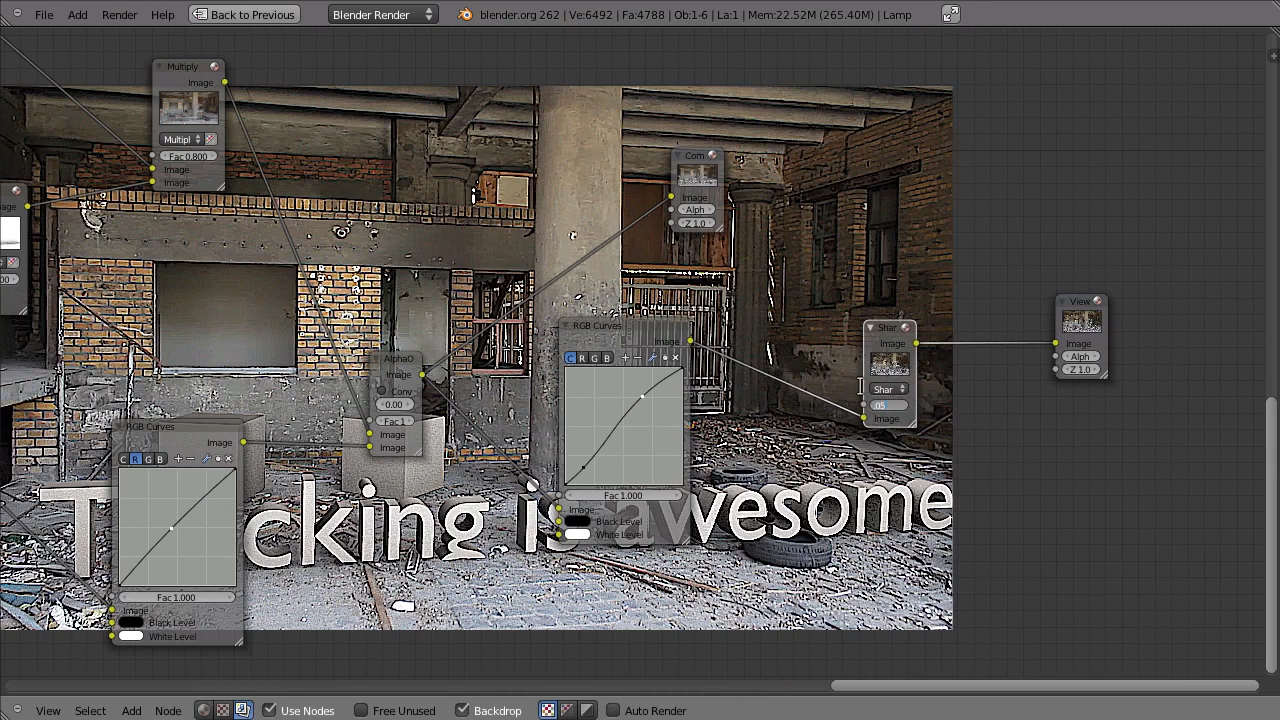 File Add Render Help Back to Previous Blender Render blender.org 262 | Ve:6492 | Fa:4788 | Ob:1-6 | La:1 | Mem:22.52M (265.40M) | Lamp
Multiply
Image
Multipl
Fac 0.800
Image
Image
age
00
Com
Image
Alph
Z 1.0
View
Image
Alph
Z 1.0
Shar
Image
Shar
05
Image
RGB Curves
Image
C R G B
Fac 1.000
Image
Black Level
White Level
AlphaO
Image
Conv
0.00
Fac 1
Image
Image
RGB Curves
Image
C R G B
Fac 1.000
Image
Black Level
White Level
cking is awesome
View Select Add Node Use Nodes Free Unused Backdrop Auto Render